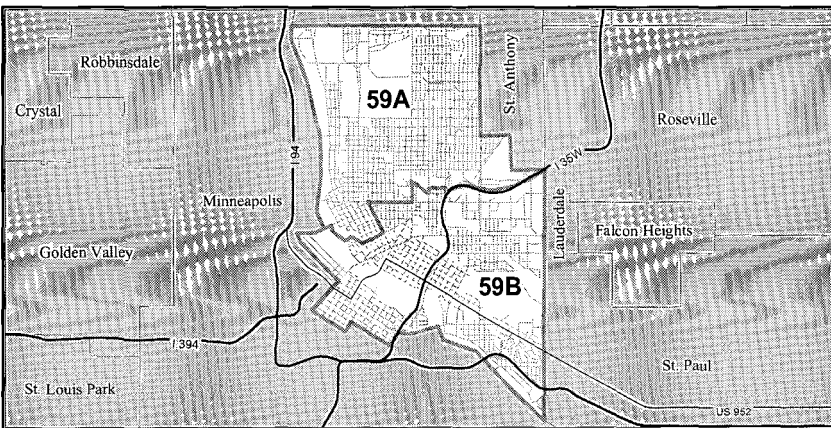 Robbinsdale
Crystal
59A
St. Anthony
Roseville
I 94
I 35W
Minneapolis
Lauderdale
Falcon Heights
Golden Valley
59B
I 394
St. Paul
St. Louis Park
US 952